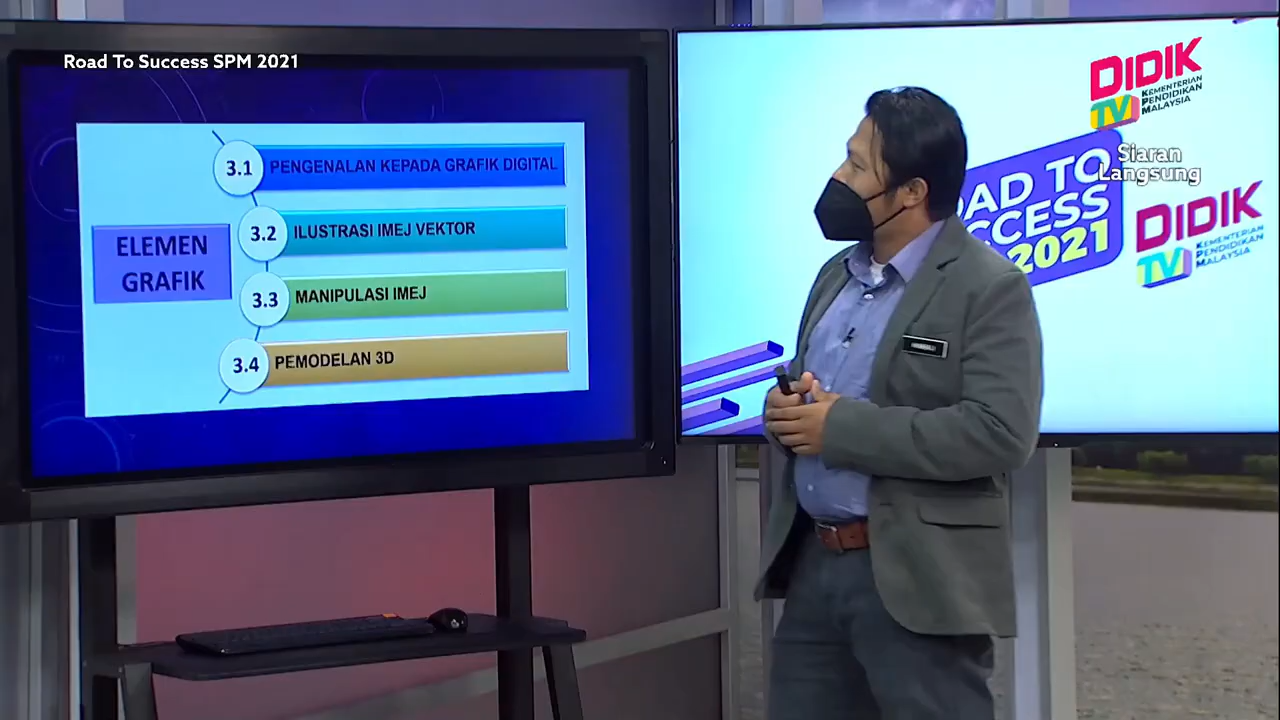 Road To Success SPM 2021
3.1 PENGENALAN KEPADA GRAFIK DIGITAL
3.2 ILUSTRASI IMEJ VEKTOR
ELEMEN
GRAFIK
3.3 MANIPULASI IMEJ
3.4 PEMODELAN 3D
DIDIK
TV
KEMENTERIAN
PENDIDIKAN
MALAYSIA
Siaran
Langsung
OAD TO
CCESS
2021
DIDIK
TV
KEMENTERIAN
PENDIDIKAN
MALAYSIA